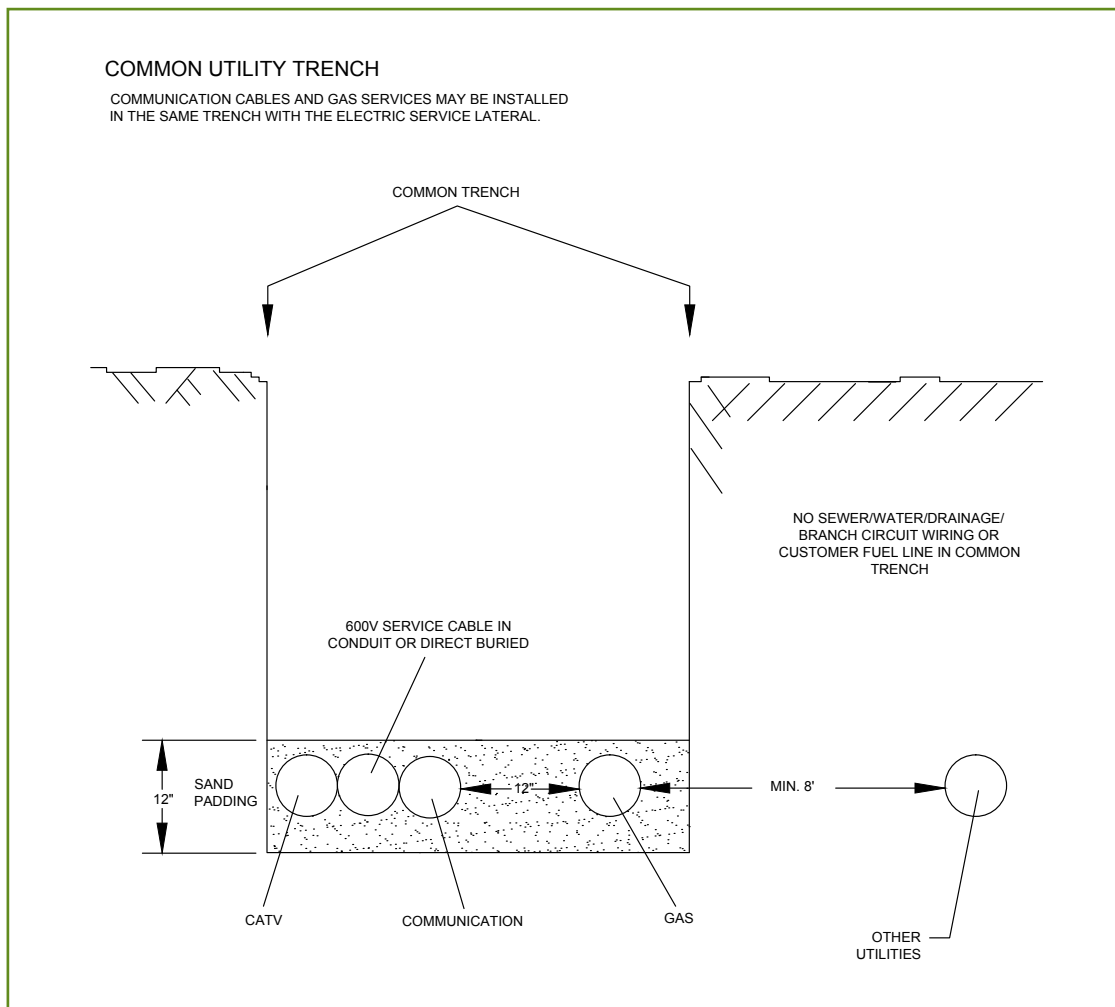 COMMON UTILITY TRENCH
COMMUNICATION CABLES AND GAS SERVICES MAY BE INSTALLED
IN THE SAME TRENCH WITH THE ELECTRIC SERVICE LATERAL.
COMMON TRENCH
NO SEWER/WATER/DRAINAGE/
BRANCH CIRCUIT WIRING OR
CUSTOMER FUEL LINE IN COMMON
TRENCH
600V SERVICE CABLE IN
CONDUIT OR DIRECT BURIED
12"
SAND
PADDING
12"
MIN. 8'
CATV
COMMUNICATION
GAS
OTHER
UTILITIES